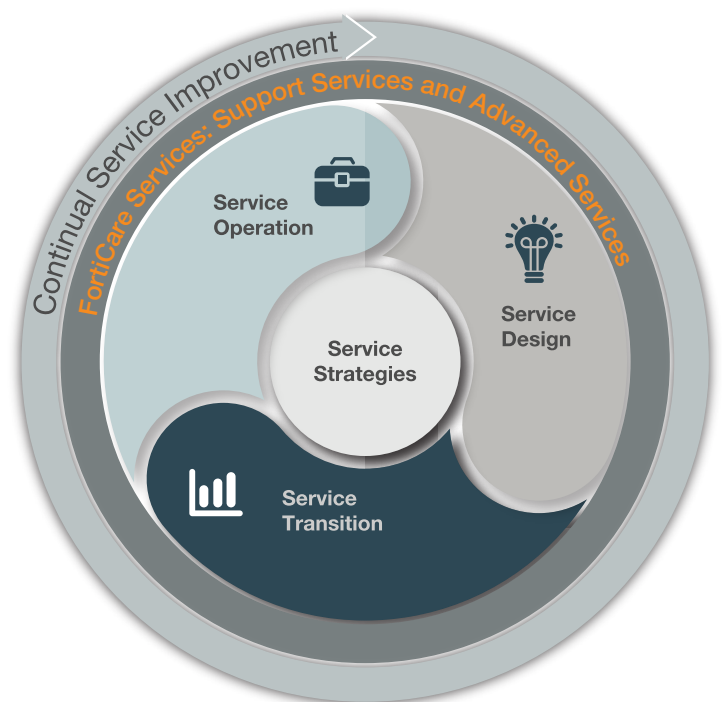 Continual Service Improvement
FortiCare Services: Support Services and Advanced Services
Service
Operation
Service
Design
Service
Strategies
Service
Transition